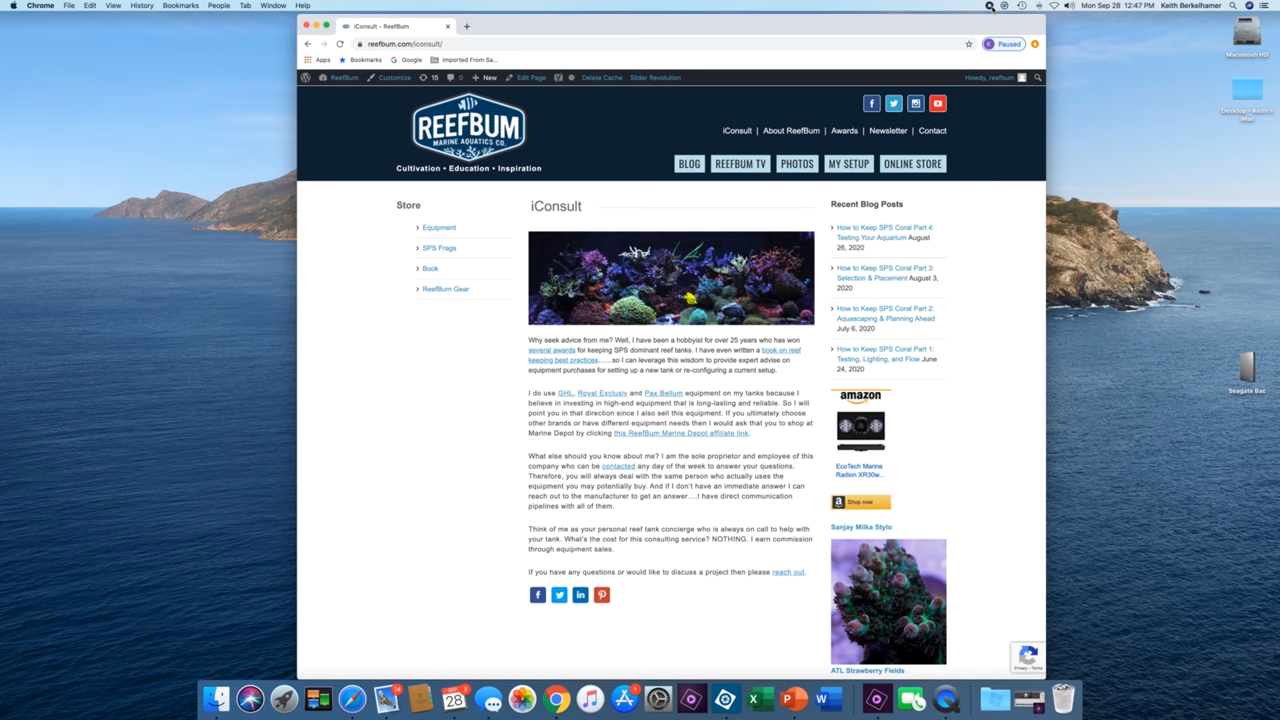 Chrome File Edit View History Bookmarks People Tab Window Help Mon Sep 28 12:47 PM Keith Berkelhamer
iConsult - ReefBum
reefbum.com/iconsult/
K Paused
Apps Bookmarks Google Imported From Sa...
ReefBum Customize 15 0 New Edit Page Delete Cache Slider Revolution Howdy, reefbum
REEFBUM
MARINE AQUATICS CO.
Cultivation • Education • Inspiration
iConsult | About ReefBum | Awards | Newsletter | Contact
BLOG REEFBUM TV PHOTOS MY SETUP ONLINE STORE
Store
Equipment
SPS Frags
Book
ReefBum Gear
iConsult
Why seek advice from me? Well, I have been a hobbyist for over 25 years who has won
several awards for keeping SPS dominant reef tanks. I have even written a book on reef
keeping best practices……so I can leverage this wisdom to provide expert advise on
equipment purchases for setting up a new tank or re-configuring a current setup.
I do use GHL, Royal Exclusiv and Pax Bellum equipment on my tanks because I
believe in investing in high-end equipment that is long-lasting and reliable. So I will
point you in that direction since I also sell this equipment. If you ultimately choose
other brands or have different equipment needs then I would ask that you to shop at
Marine Depot by clicking this ReefBum Marine Depot affiliate link.
What else should you know about me? I am the sole proprietor and employee of this
company who can be contacted any day of the week to answer your questions.
Therefore, you will always deal with the same person who actually uses the
equipment you may potentially buy. And if I don't have an immediate answer I can
reach out to the manufacturer to get an answer….I have direct communication
pipelines with all of them.
Think of me as your personal reef tank concierge who is always on call to help with
your tank. What's the cost for this consulting service? NOTHING. I earn commission
through equipment sales.
If you have any questions or would like to discuss a project then please reach out.
Recent Blog Posts
How to Keep SPS Coral Part 4:
Testing Your Aquarium August
26, 2020
How to Keep SPS Coral Part 3:
Selection & Placement August 3,
2020
How to Keep SPS Coral Part 2:
Aquascaping & Planning Ahead
July 6, 2020
How to Keep SPS Coral Part 1:
Testing, Lighting, and Flow June
24, 2020
amazon
EcoTech Marine
Radion XR30w...
Shop now
Sanjay Milka Stylo
ATL Strawberry Fields
Privacy - Terms
Macintosh HD
Desktop - Keith's
iMac
Seagate Bac
14
SEP
28
3
1